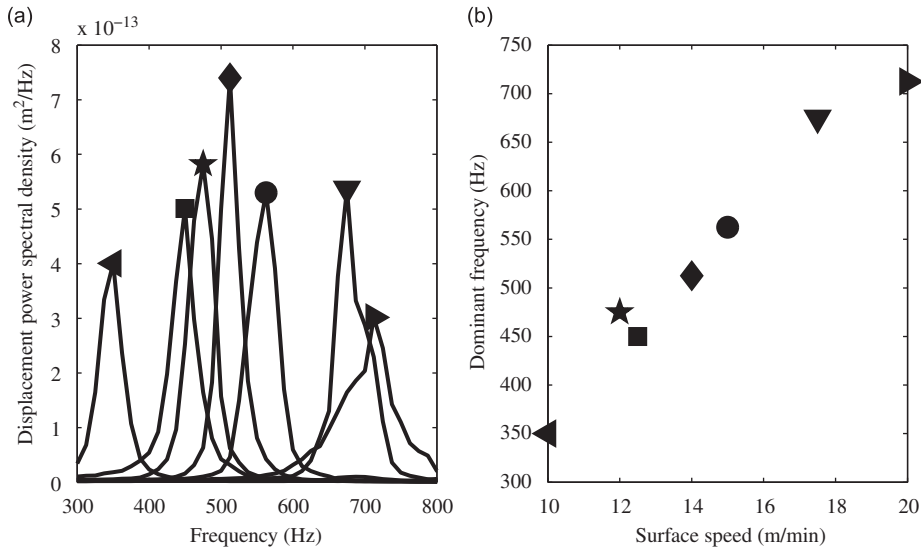 (a)
x 10⁻¹³
8
7
6
5
4
3
2
1
0
Displacement power spectral density (m²/Hz)
300 400 500 600 700 800
Frequency (Hz)
(b)
750
700
650
600
550
500
450
400
350
300
Dominant frequency (Hz)
10 12 14 16 18 20
Surface speed (m/min)